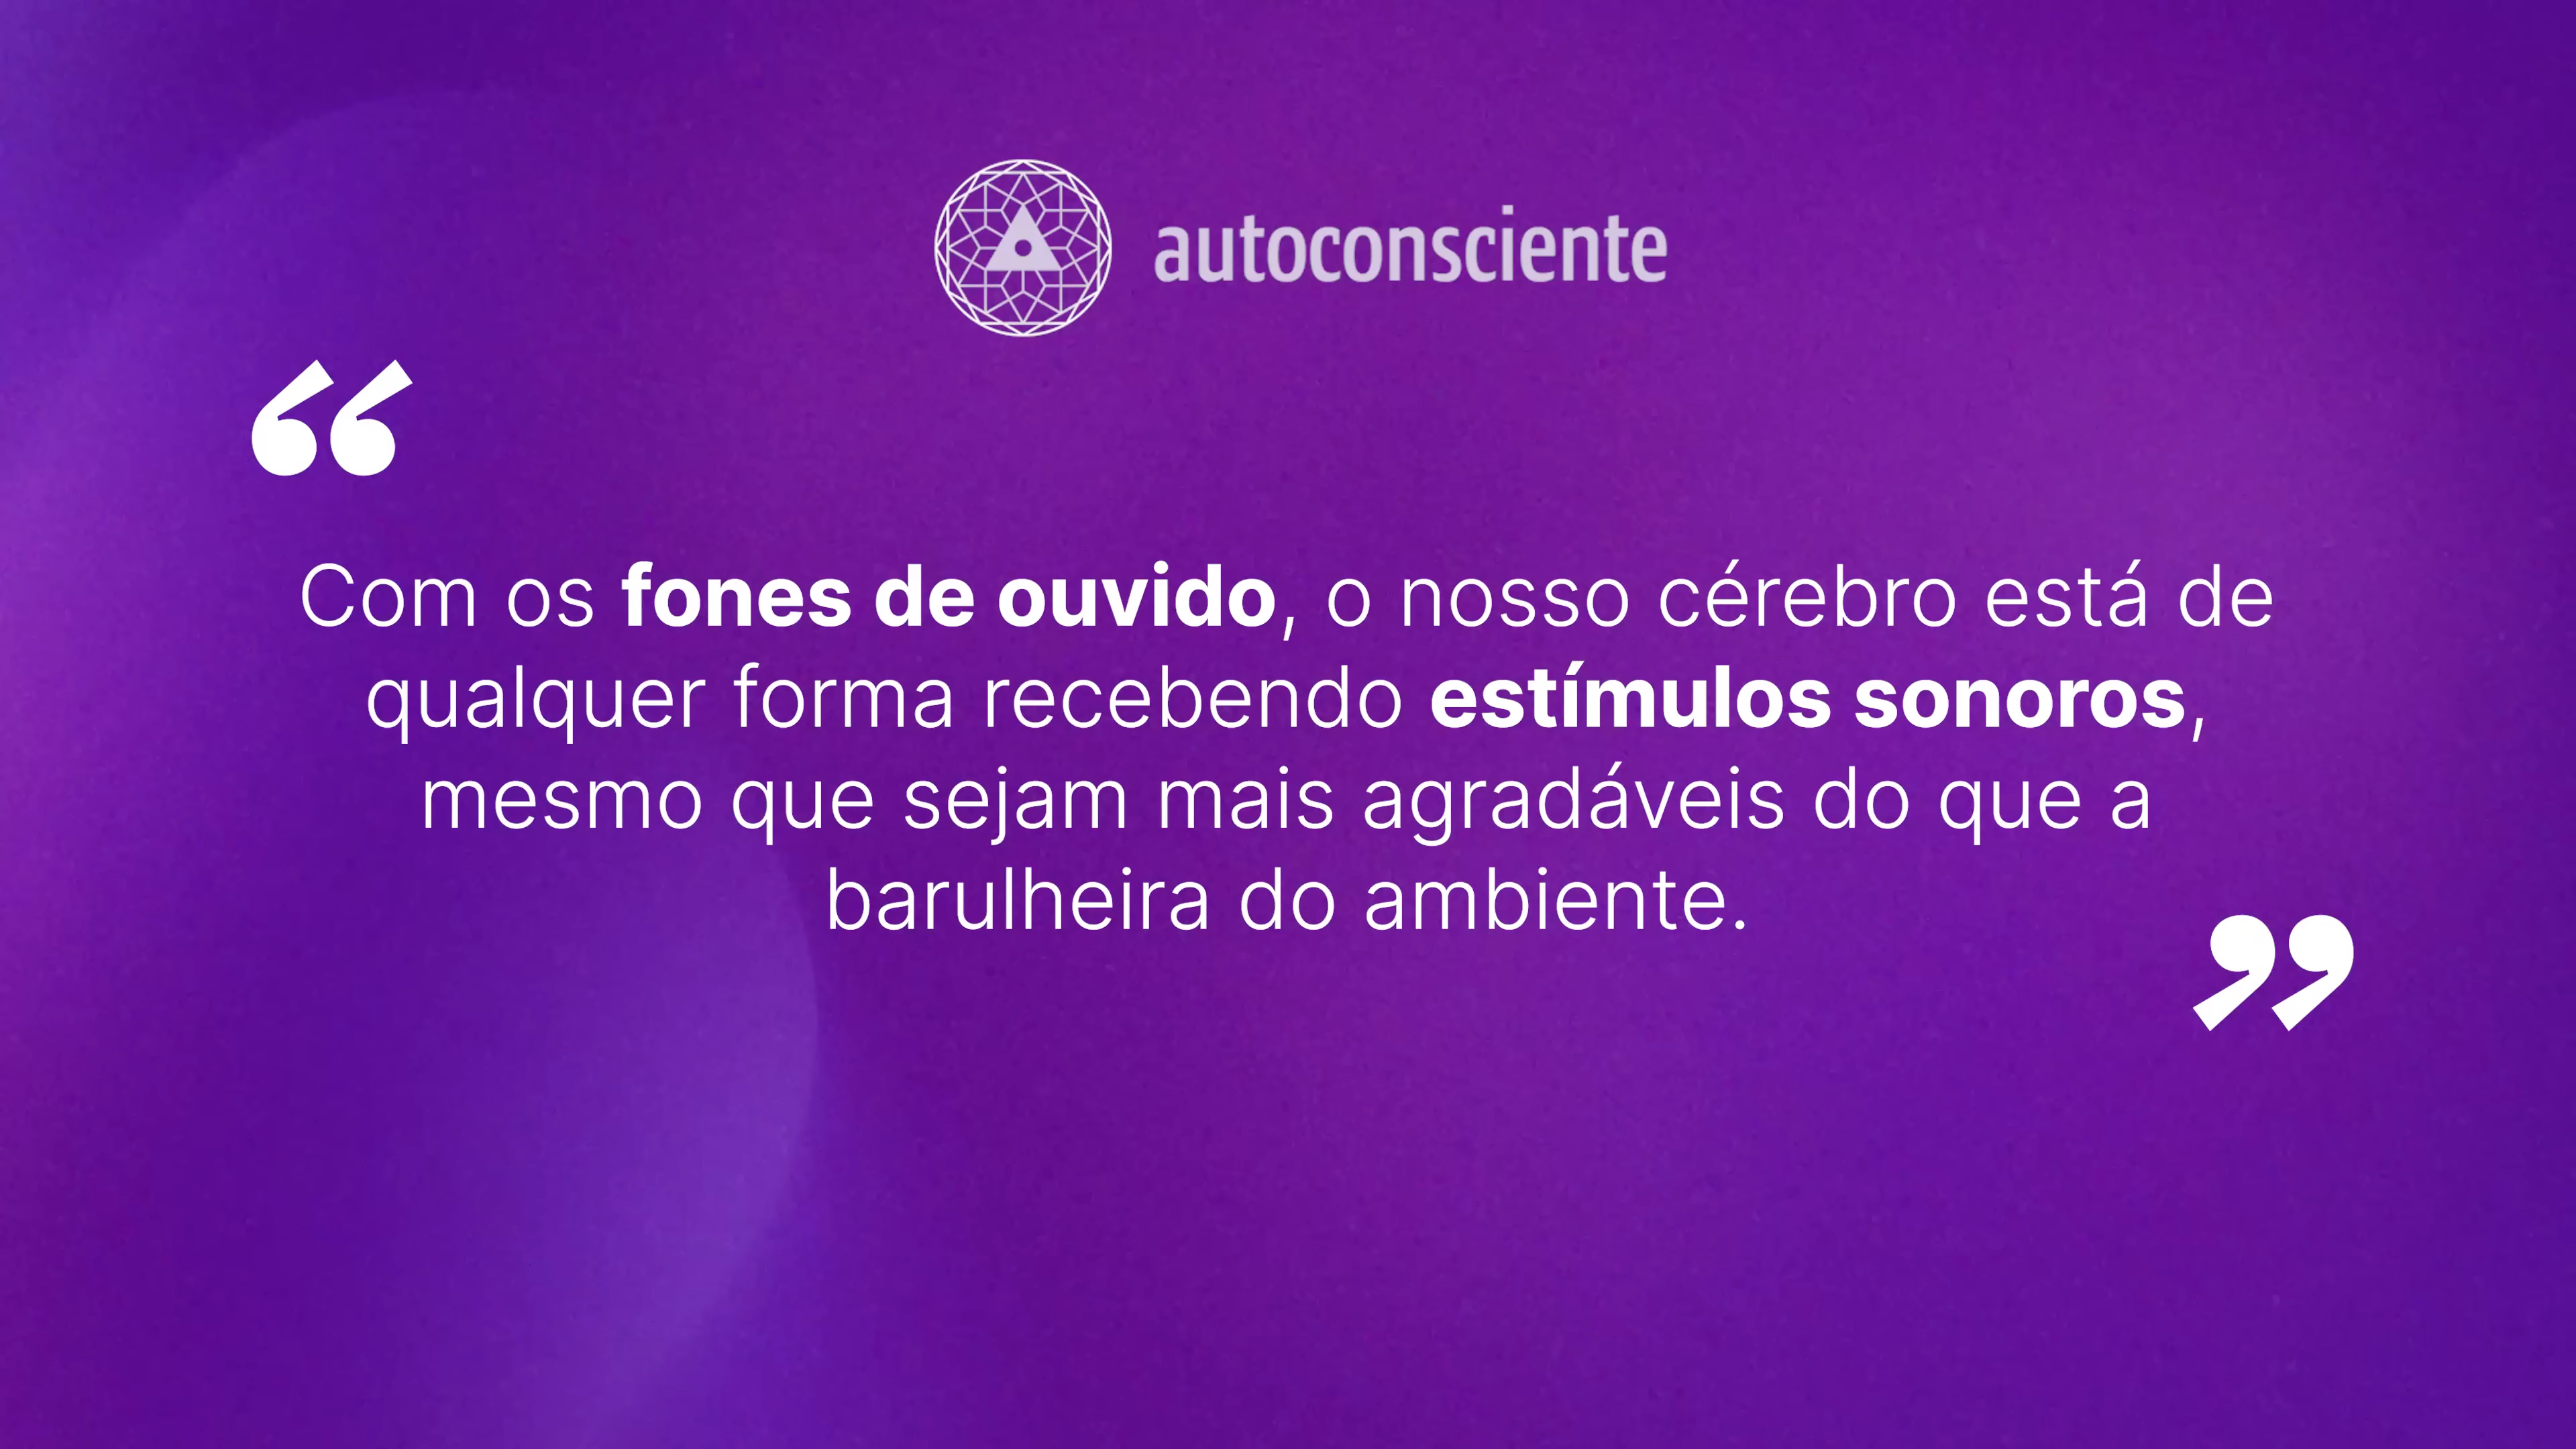 autoconsciente
“
Com os fones de ouvido, o nosso cérebro está de
qualquer forma recebendo estímulos sonoros,
mesmo que sejam mais agradáveis do que a
barulheira do ambiente.
”